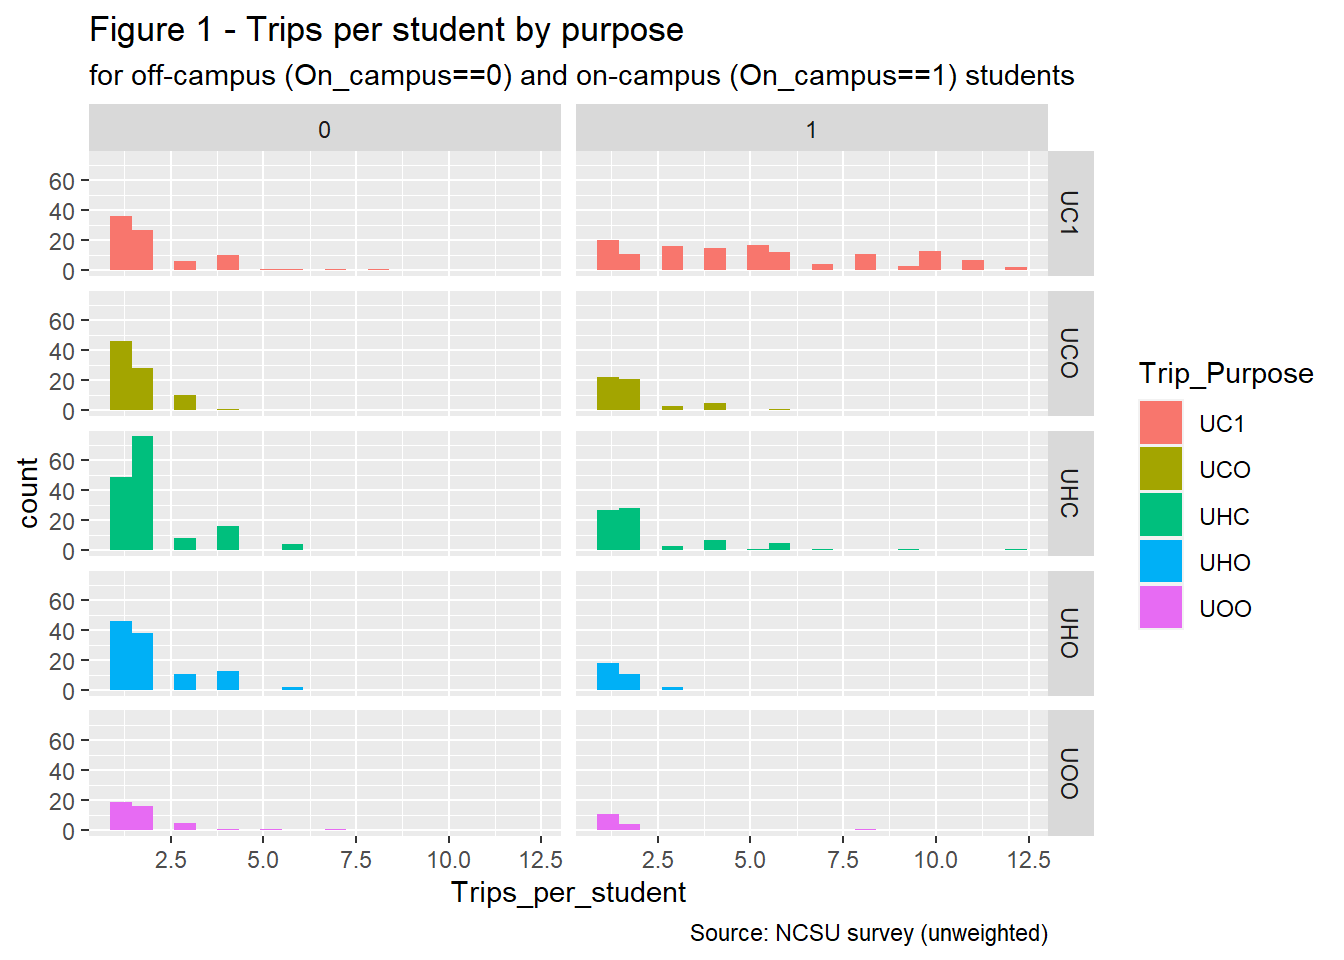 Figure 1 - Trips per student by purpose
for off-campus (On_campus==0) and on-campus (On_campus==1) students
0 1
60
40
20
0
UC1
60
40
20
0
UCO
60
40
20
0
UHC
60
40
20
0
UHO
60
40
20
0
UOO
count
2.5 5.0 7.5 10.0 12.5 2.5 5.0 7.5 10.0 12.5
Trips_per_student
Source: NCSU survey (unweighted)
Trip_Purpose
UC1
UCO
UHC
UHO
UOO